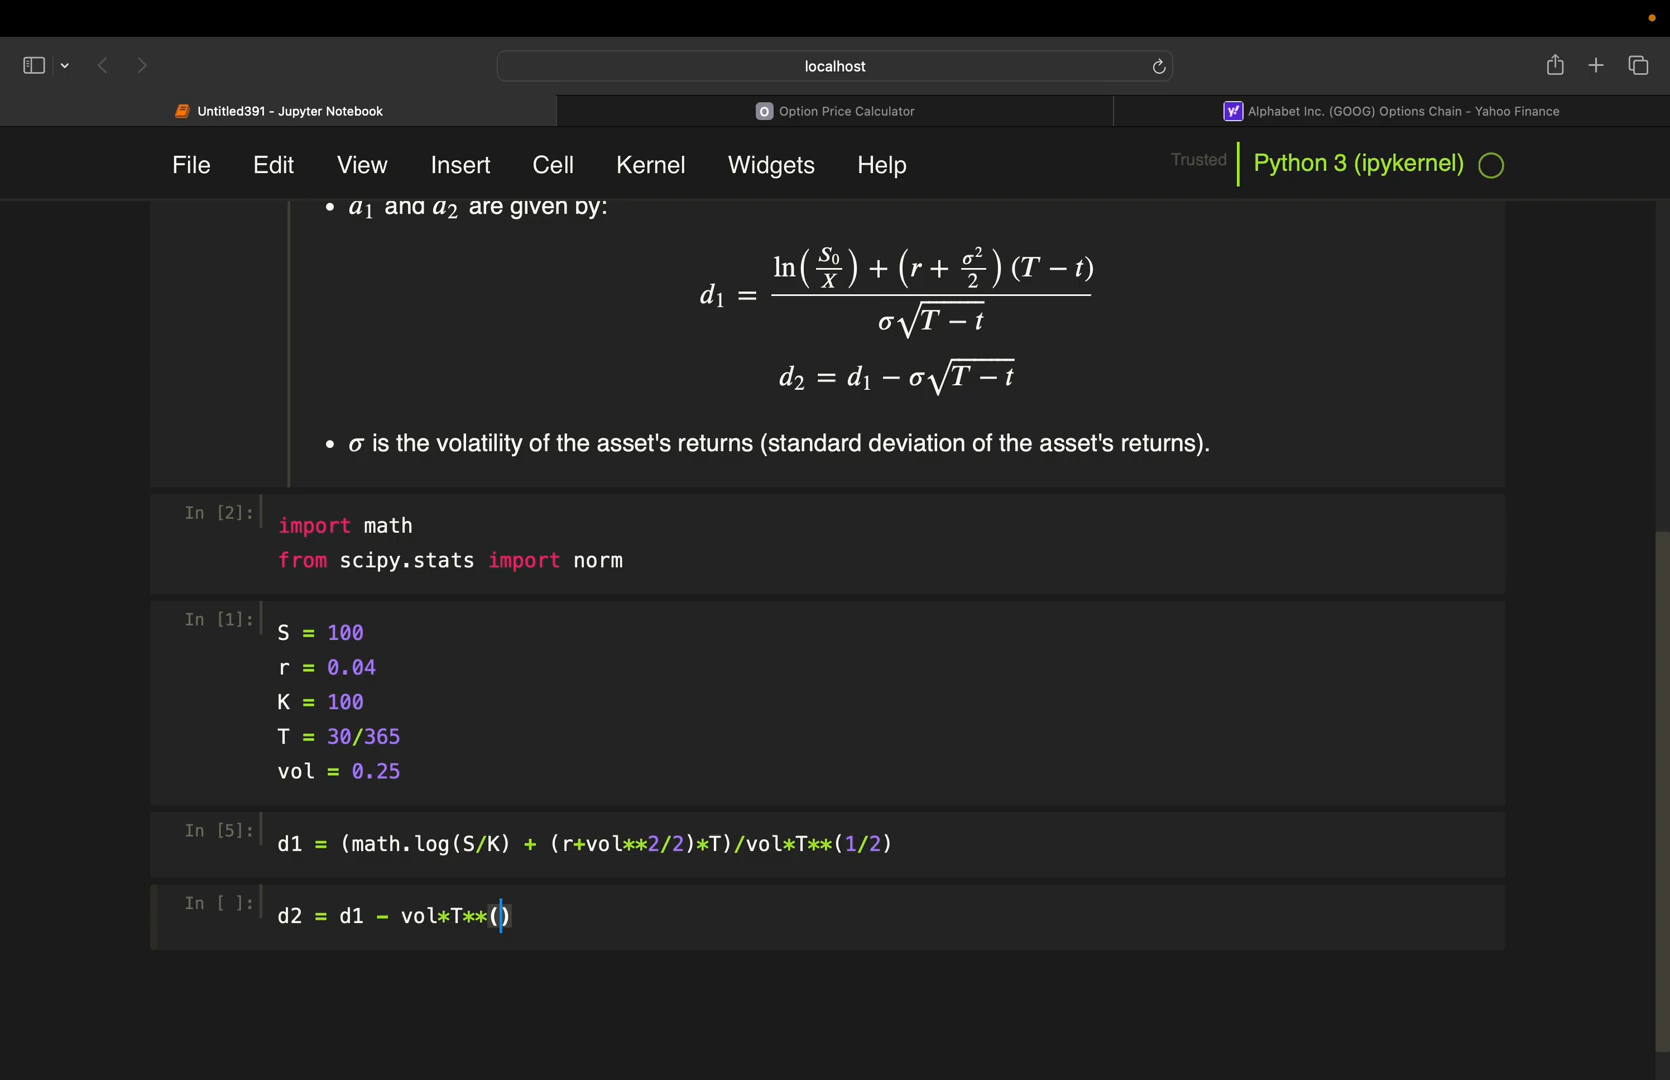 localhost
Untitled391 - Jupyter Notebook
Option Price Calculator
Alphabet Inc. (GOOG) Options Chain - Yahoo Finance
File Edit View Insert Cell Kernel Widgets Help
Trusted Python 3 (ipykernel)
• d₁ and d₂ are given by:
d₁ = (ln(S₀/X) + (r + σ²/2)(T − t)) / (σ√(T − t))
d₂ = d₁ − σ√(T − t)
• σ is the volatility of the asset's returns (standard deviation of the asset's returns).
In [2]:
import math
from scipy.stats import norm
In [1]:
S = 100
r = 0.04
K = 100
T = 30/365
vol = 0.25
In [5]:
d1 = (math.log(S/K) + (r+vol**2/2)*T)/vol*T**(1/2)
In [ ]:
d2 = d1 - vol*T**()